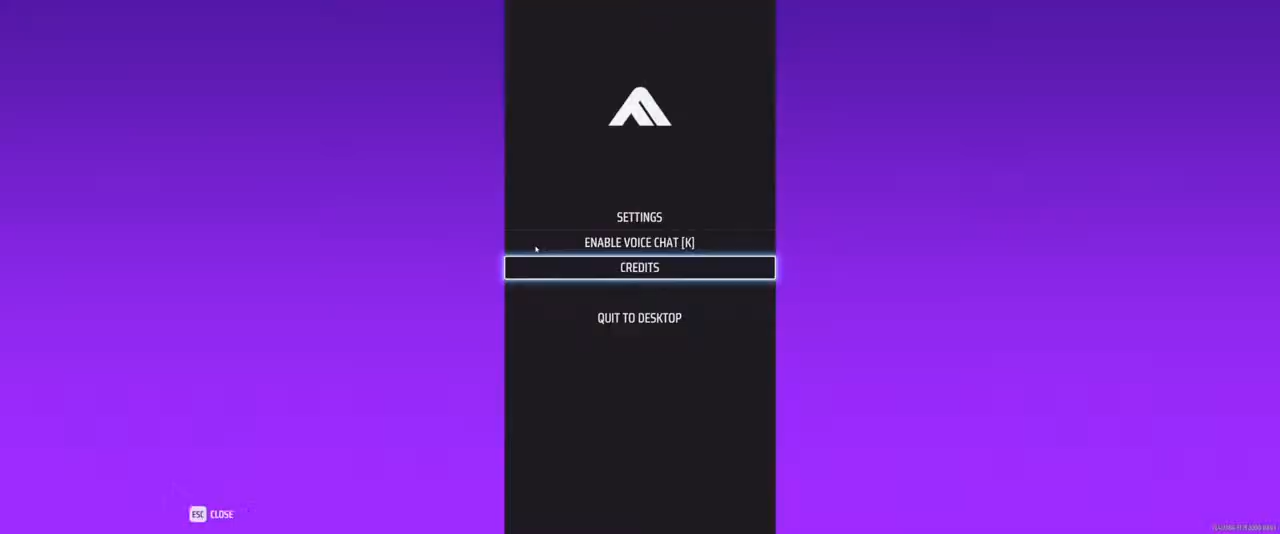 SETTINGS
ENABLE VOICE CHAT [K]
CREDITS
QUIT TO DESKTOP
ESC CLOSE